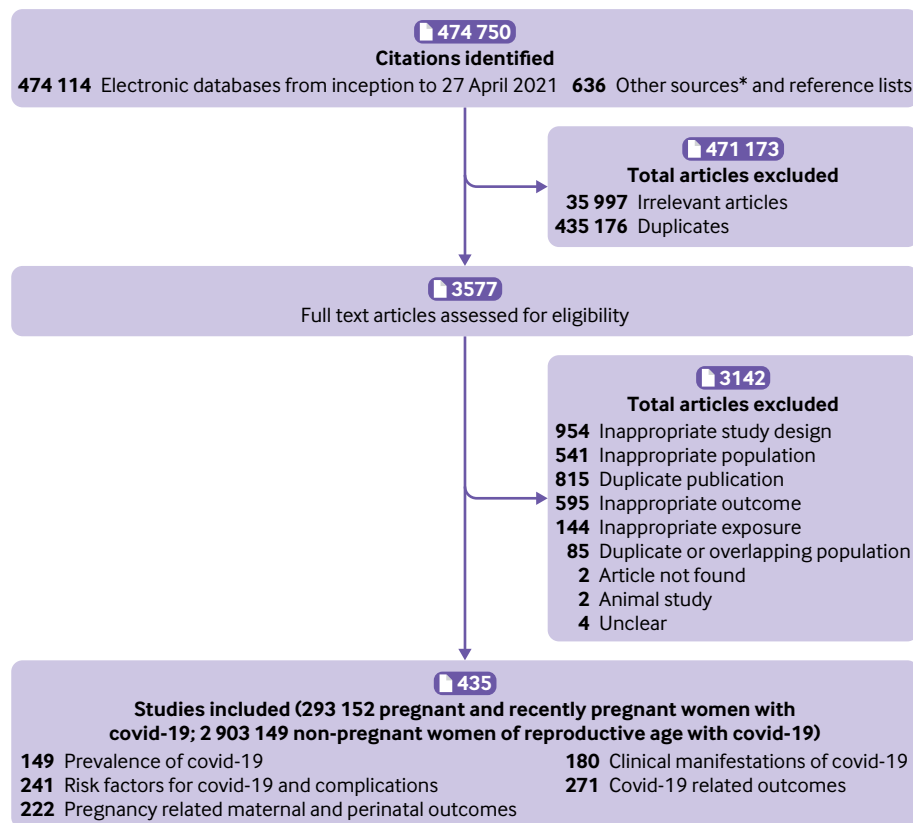 474 750
Citations identified
474 114 Electronic databases from inception to 27 April 2021 636 Other sources* and reference lists
471 173
Total articles excluded
35 997 Irrelevant articles
435 176 Duplicates
3577
Full text articles assessed for eligibility
3142
Total articles excluded
954 Inappropriate study design
541 Inappropriate population
815 Duplicate publication
595 Inappropriate outcome
144 Inappropriate exposure
85 Duplicate or overlapping population
2 Article not found
2 Animal study
4 Unclear
435
Studies included (293 152 pregnant and recently pregnant women with
covid-19; 2 903 149 non-pregnant women of reproductive age with covid-19)
149 Prevalence of covid-19
241 Risk factors for covid-19 and complications
222 Pregnancy related maternal and perinatal outcomes
180 Clinical manifestations of covid-19
271 Covid-19 related outcomes